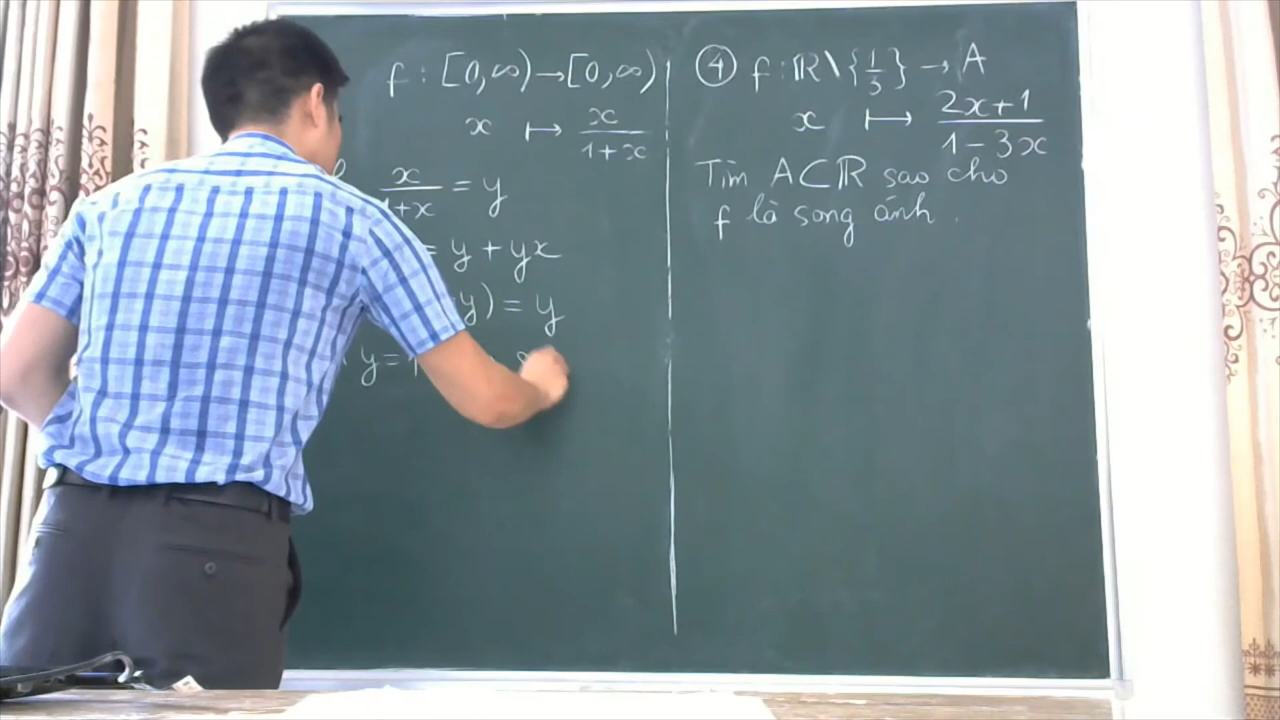 f : [0,∞) → [0,∞)
x ↦ x/(1+x)
x/(1+x) = y
= y + yx
y) = y
y = 1
④ f : ℝ∖{1/3} → A
x ↦ (2x+1)/(1-3x)
Tìm A⊂ℝ sao cho
f là song ánh.